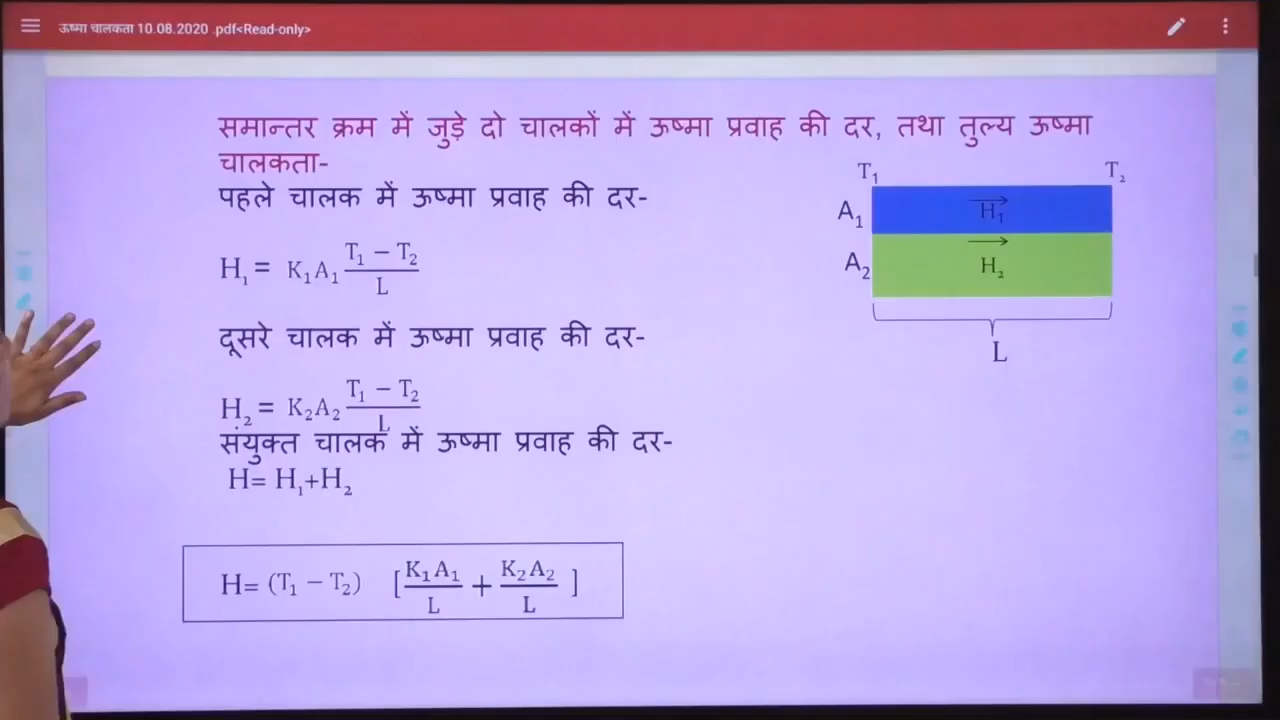 ऊष्मा चालकता 10.08.2020 .pdf<Read-only>
समान्तर क्रम में जुड़े दो चालकों में ऊष्मा प्रवाह की दर, तथा तुल्य ऊष्मा
चालकता-
पहले चालक में ऊष्मा प्रवाह की दर-
H₁ = K₁A₁ (T₁ − T₂)/L
दूसरे चालक में ऊष्मा प्रवाह की दर-
H₂ = K₂A₂ (T₁ − T₂)/L
संयुक्त चालक में ऊष्मा प्रवाह की दर-
H= H₁+H₂
H= (T₁ − T₂) [K₁A₁/L + K₂A₂/L ]
T₁ T₂
A₁ H₁
A₂ H₂
L